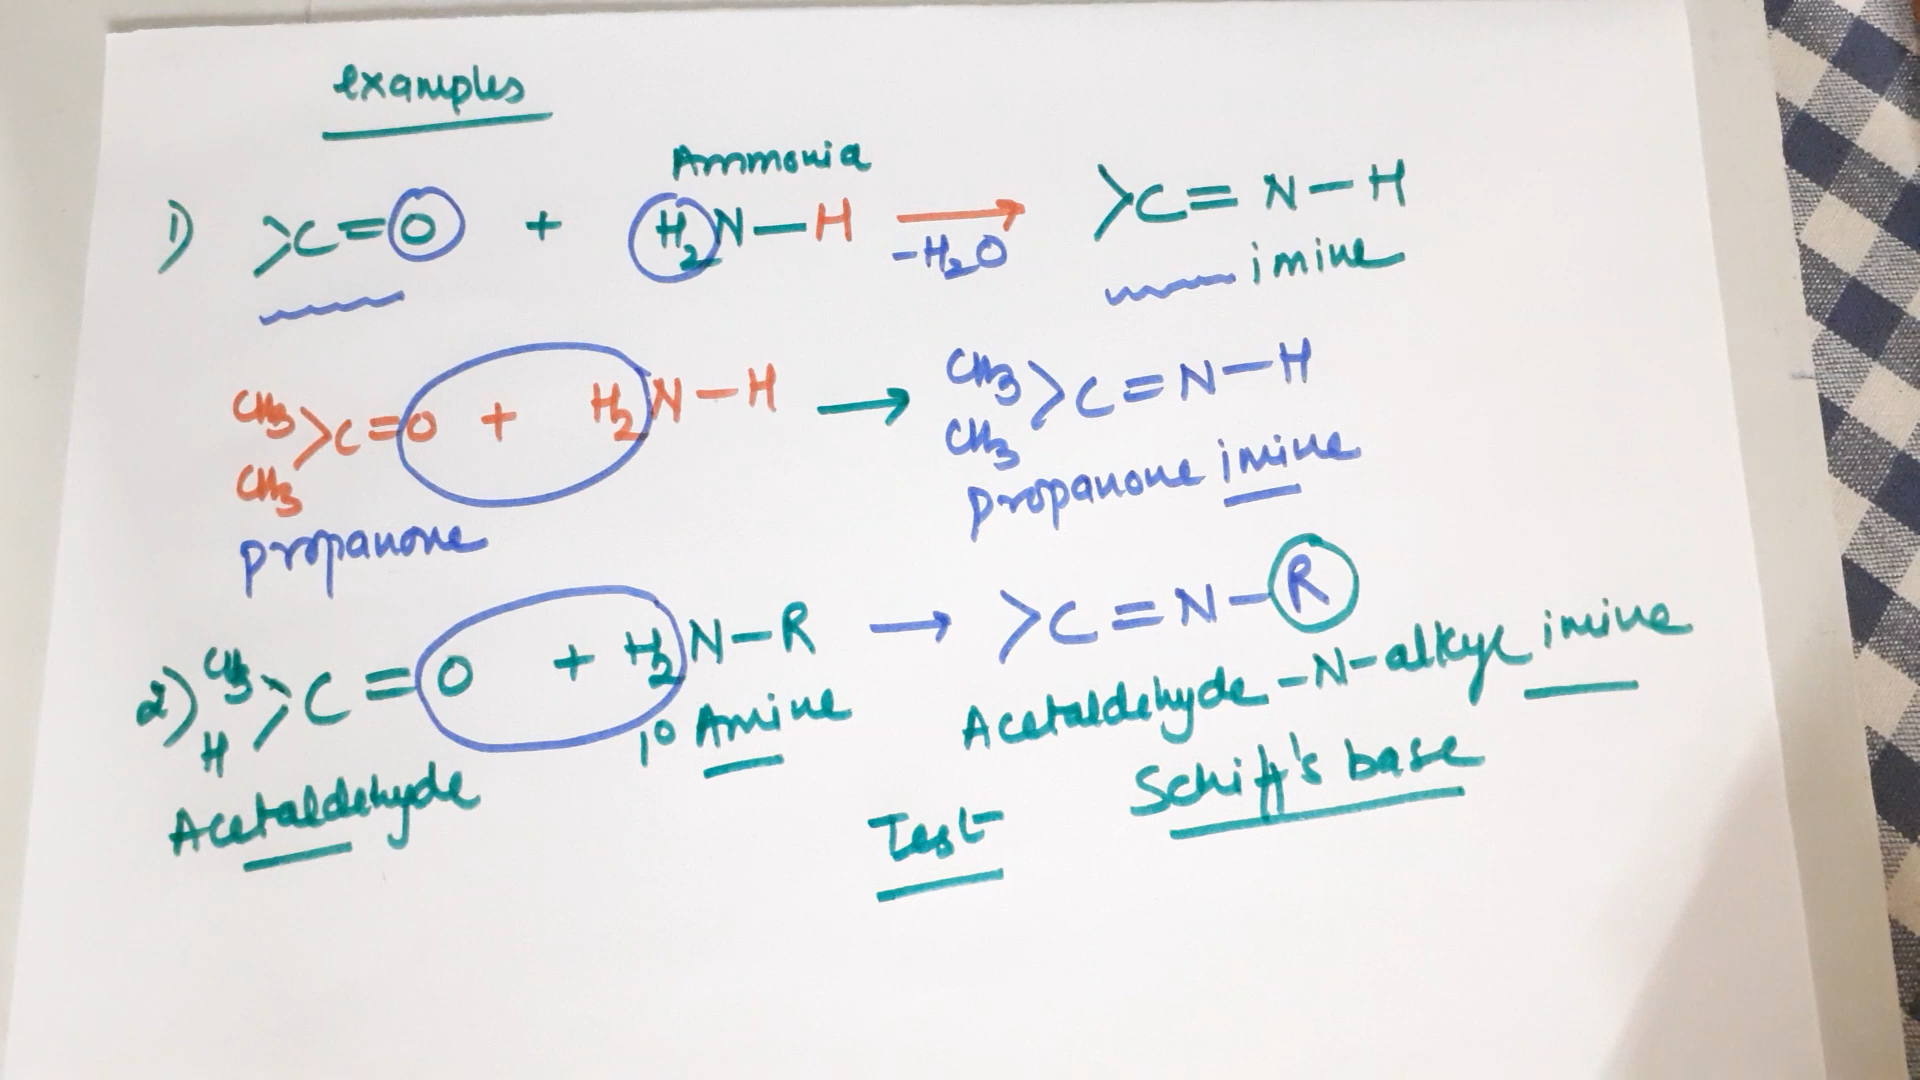 examples
Ammonia
1) >C=O + H2N-H → >C=N-H
-H2O
imine
CH3
CH3 >C=O + H2N-H → CH3
CH3 >C=N-H
propanone
propanone imine
2) CH3
H >C=O + H2N-R → >C=N-R
Acetaldehyde
1° Amine
Acetaldehyde-N-alkyl imine
Schiff's base
Test